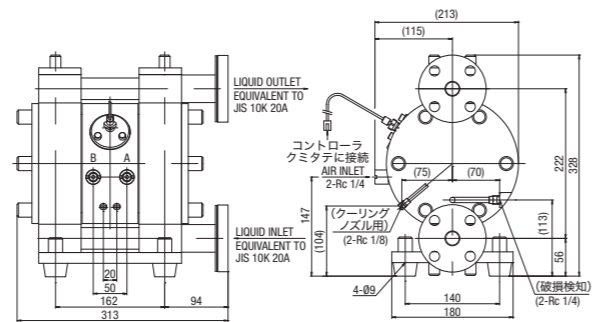 (213)
(115)
LIQUID OUTLET
EQUIVALENT TO
JIS 10K 20A
コントローラ
クミタテに接続
AIR INLET
2-Rc 1/4
B
A
(75)
(70)
222
328
147
(104)
(クーリング
ノズル用)
(2-Rc 1/8)
(113)
56
LIQUID INLET
EQUIVALENT TO
JIS 10K 20A
20
50
162
94
313
4-Ø9
140
180
(破損検知)
(2-Rc 1/4)